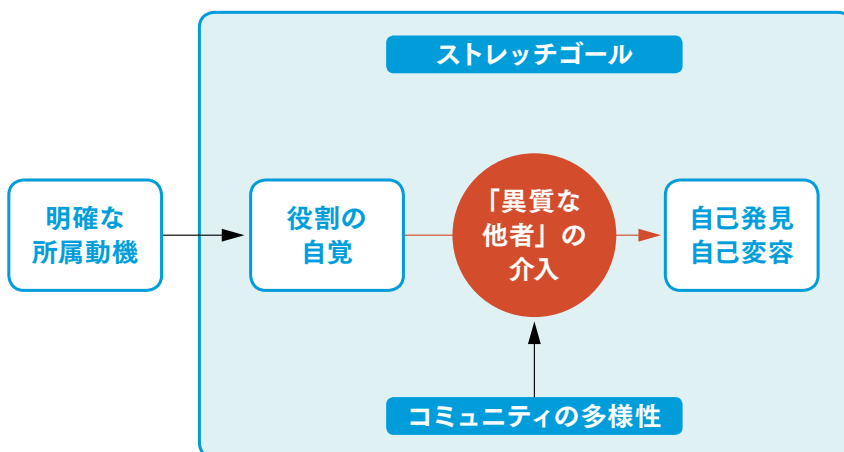 ストレッチゴール
明確な
所属動機
役割の
自覚
「異質な
他者」の
介入
自己発見
自己変容
コミュニティの多様性